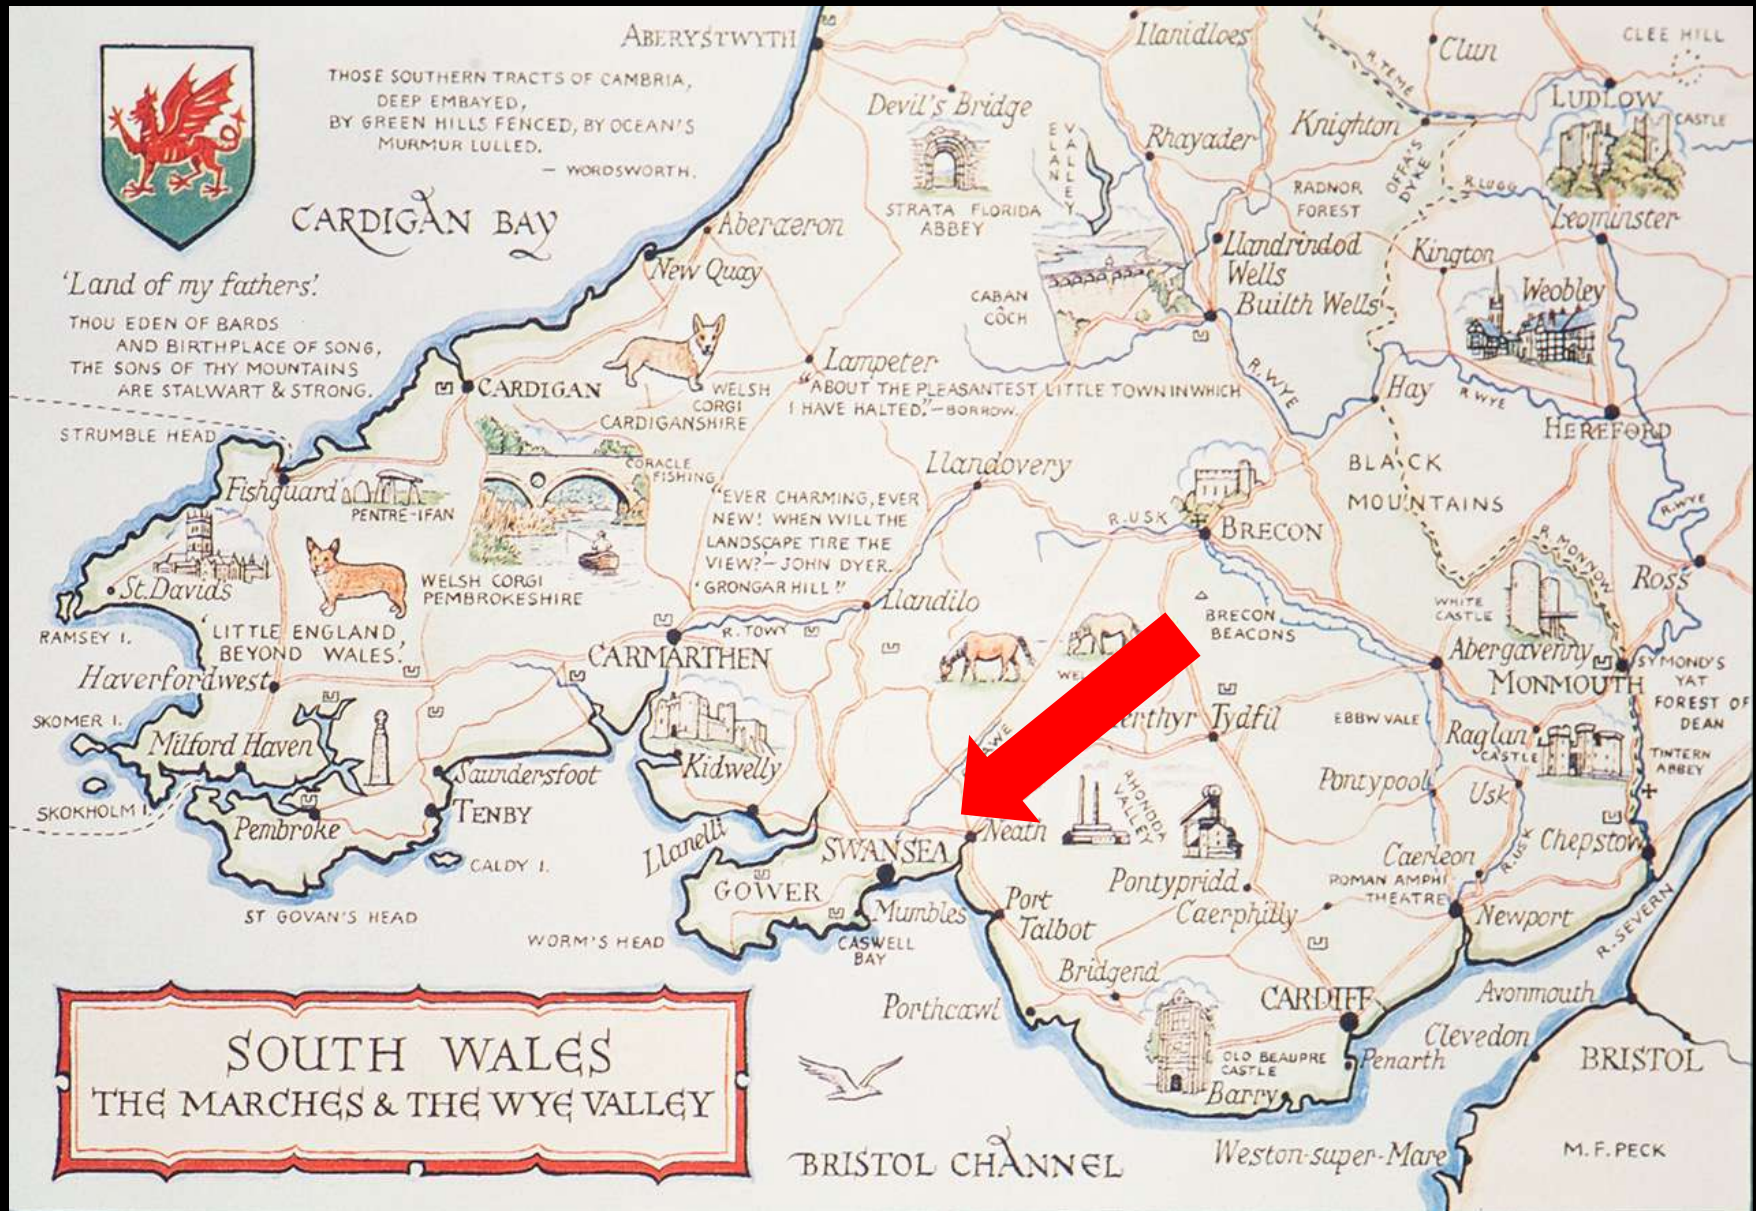 ABERYSTWYTH
Llanidloes
Clun
CLEE HILL
R. TEME
THOSE SOUTHERN TRACTS OF CAMBRIA,
DEEP EMBAYED,
BY GREEN HILLS FENCED, BY OCEAN'S
MURMUR LULLED.
— WORDSWORTH.
Devil's Bridge
ELAN
VALLEY
Rhayader
Knighton
LUDLOW
CASTLE
OFFA'S
DYKE
R. LUGG
RADNOR
FOREST
STRATA FLORIDA
ABBEY
CARDIGAN BAY
Aberaeron
Leominster
Llandrindod
Wells
Kington
New Quay
'Land of my fathers'.
THOU EDEN OF BARDS
AND BIRTHPLACE OF SONG,
THE SONS OF THY MOUNTAINS
ARE STALWART & STRONG.
CABAN
CÔCH
Builth Wells
Weobley
Lampeter
"ABOUT THE PLEASANTEST LITTLE TOWN IN WHICH
I HAVE HALTED."—BORROW.
R. WYE
Hay
R WYE
CARDIGAN
WELSH
CORGI
CARDIGANSHIRE
HEREFORD
STRUMBLE HEAD
CORACLE
FISHING
Llandovery
BLACK
MOUNTAINS
Fishguard
PENTRE-IFAN
"EVER CHARMING, EVER
NEW! WHEN WILL THE
LANDSCAPE TIRE THE
VIEW?—JOHN DYER.
'GRONGAR HILL"
R. USK
BRECON
R. WYE
R. MONNOW
St. Davids
WELSH CORGI
PEMBROKESHIRE
Llandilo
Ross
WHITE
CASTLE
BRECON
BEACONS
RAMSEY I.
'LITTLE ENGLAND,
BEYOND WALES'.
R. TOWY
CARMARTHEN
Abergavenny
SYMOND'S
YAT
FOREST OF
DEAN
MONMOUTH
Haverfordwest
WEL
SKOMER I.
Milford Haven
AWE
erthyr Tydfil
EBBW VALE
Raglan
CASTLE
TINTERN
ABBEY
Kidwelly
Saundersfoot
RHONDDA
VALLEY
Pontypool
Usk
SKOKHOLM I.
Pembroke
TENBY
Llanelli
SWANSEA
Neath
Chepstow
R. USK
CALDY I.
GOWER
Pontypridd
Caerleon
ROMAN AMPHI
THEATRE
ST GOVAN'S HEAD
Mumbles
Port
Talbot
Caerphilly
Newport
R. SEVERN
WORM'S HEAD
CASWELL
BAY
Bridgend
Porthcawl
CARDIFF
Avonmouth
Clevedon
OLD BEAUPRE
CASTLE
Penarth
BRISTOL
Barry
SOUTH WALES
THE MARCHES & THE WYE VALLEY
BRISTOL CHANNEL
Weston-super-Mare
M. F. PECK